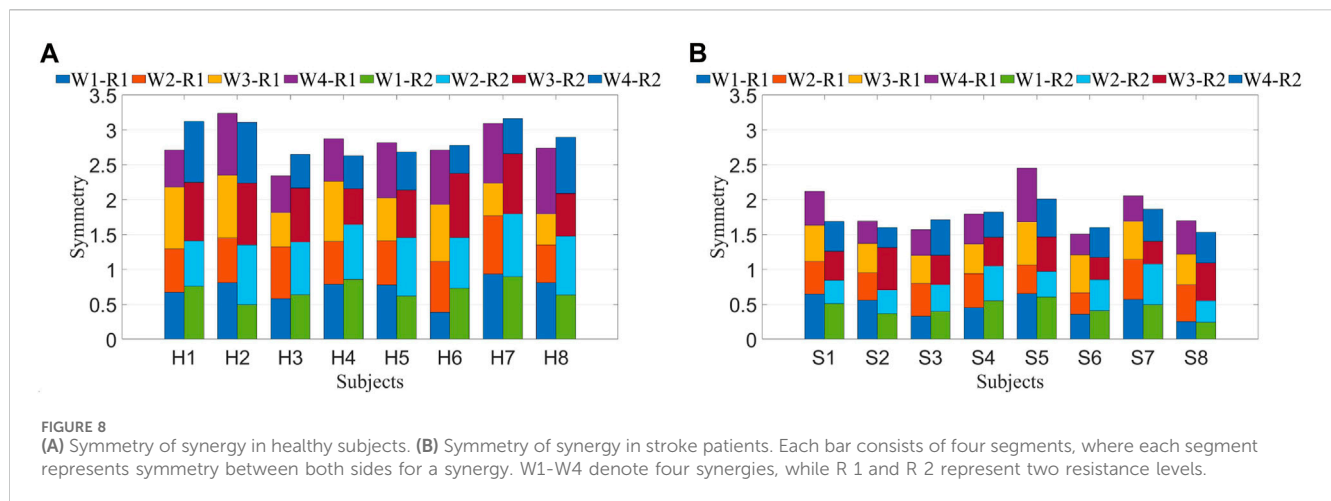 A
W1-R1 W2-R1 W3-R1 W4-R1 W1-R2 W2-R2 W3-R2 W4-R2
3.5
3
2.5
2
1.5
1
0.5
0
Symmetry
H1 H2 H3 H4 H5 H6 H7 H8
Subjects
B
W1-R1 W2-R1 W3-R1 W4-R1 W1-R2 W2-R2 W3-R2 W4-R2
3.5
3
2.5
2
1.5
1
0.5
0
Symmetry
S1 S2 S3 S4 S5 S6 S7 S8
Subjects
FIGURE 8
(A) Symmetry of synergy in healthy subjects. (B) Symmetry of synergy in stroke patients. Each bar consists of four segments, where each segment
represents symmetry between both sides for a synergy. W1-W4 denote four synergies, while R 1 and R 2 represent two resistance levels.